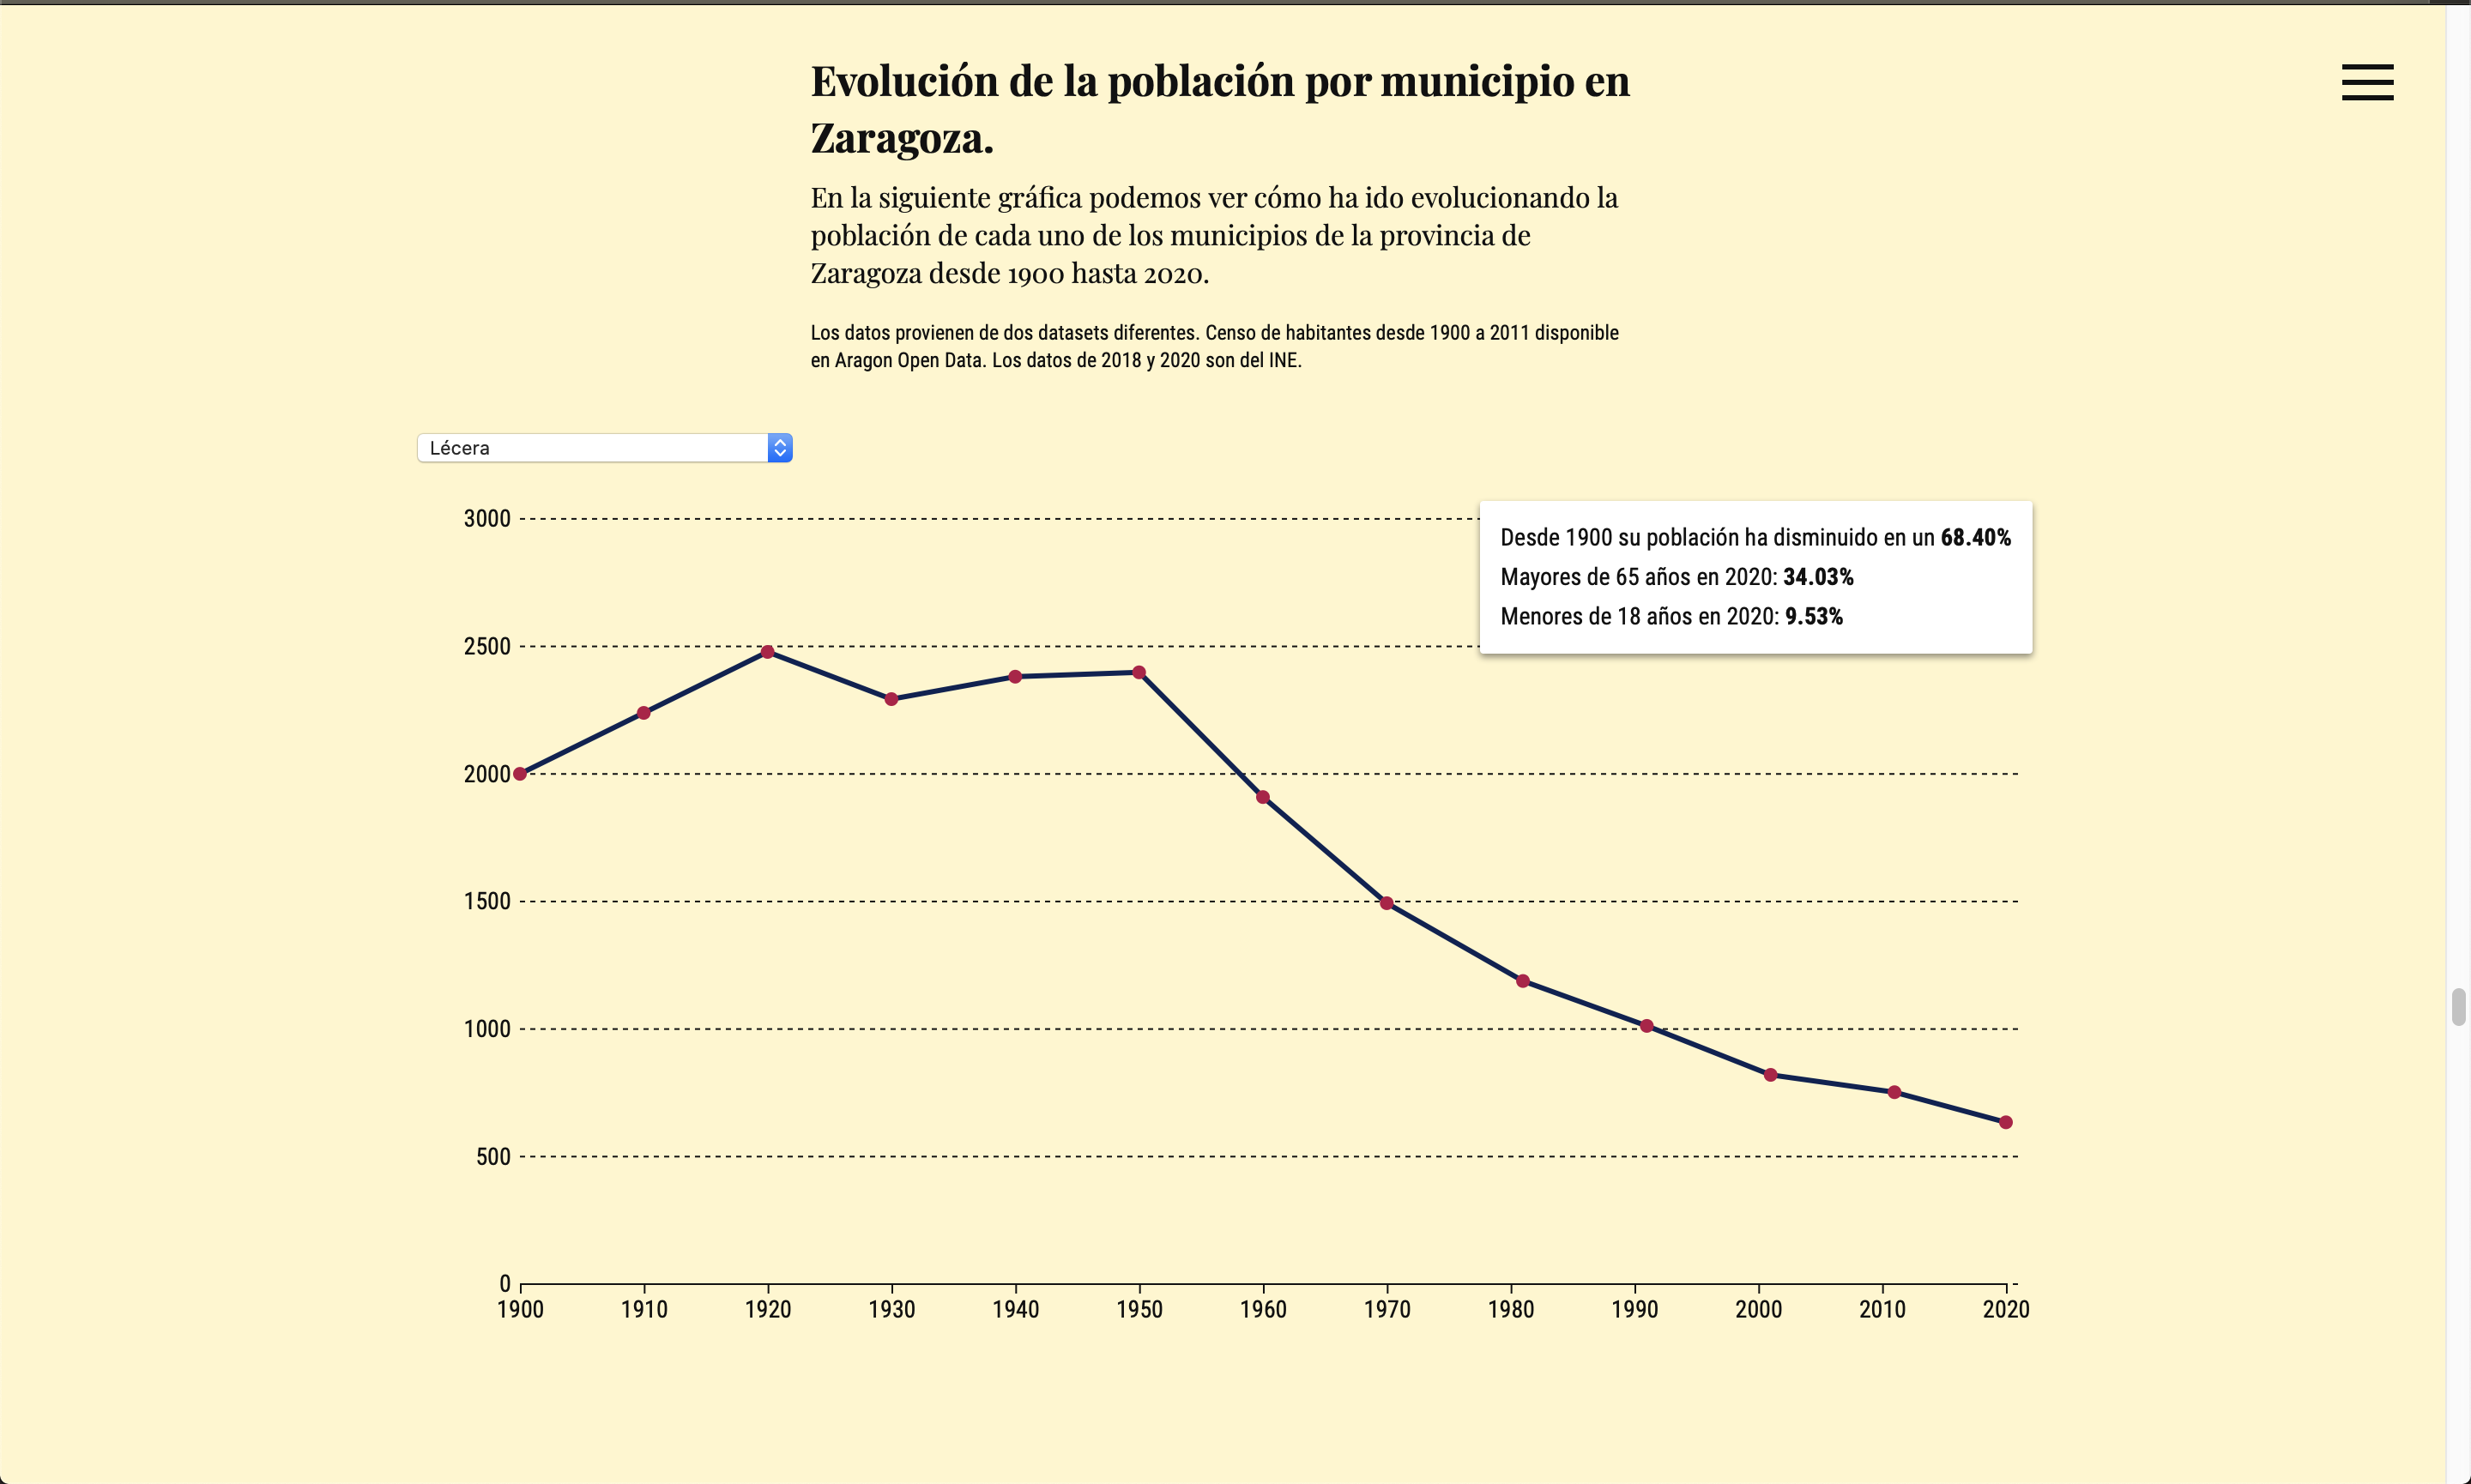 Evolución de la población por municipio en
Zaragoza.
En la siguiente gráfica podemos ver cómo ha ido evolucionando la
población de cada uno de los municipios de la provincia de
Zaragoza desde 1900 hasta 2020.
Los datos provienen de dos datasets diferentes. Censo de habitantes desde 1900 a 2011 disponible
en Aragon Open Data. Los datos de 2018 y 2020 son del INE.
Lécera
Desde 1900 su población ha disminuido en un 68.40%
Mayores de 65 años en 2020: 34.03%
Menores de 18 años en 2020: 9.53%
3000
2500
2000
1500
1000
500
0
1900 1910 1920 1930 1940 1950 1960 1970 1980 1990 2000 2010 2020